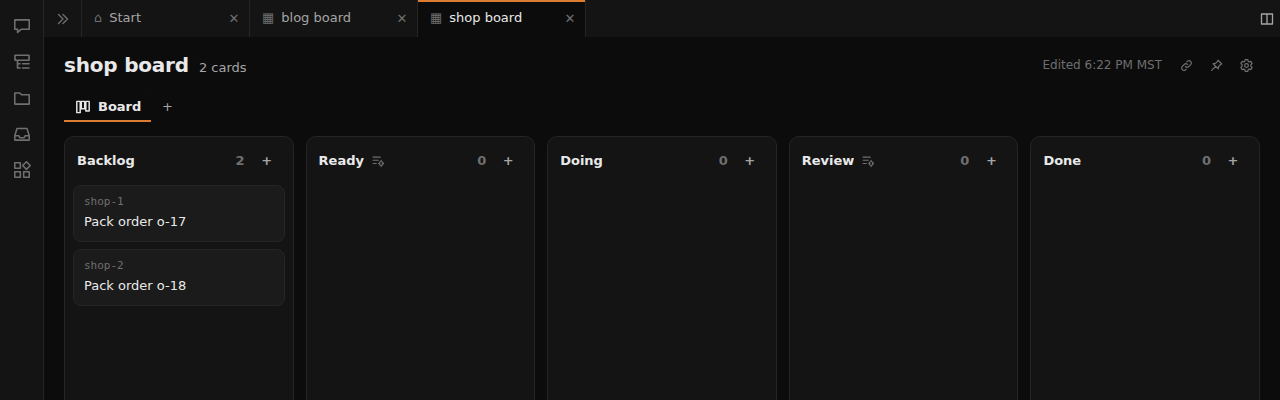 Start
blog board
shop board
shop board 2 cards
Edited 6:22 PM MST
Board
Backlog 2
Ready 0
Doing 0
Review 0
Done 0
shop-1
Pack order o-17
shop-2
Pack order o-18